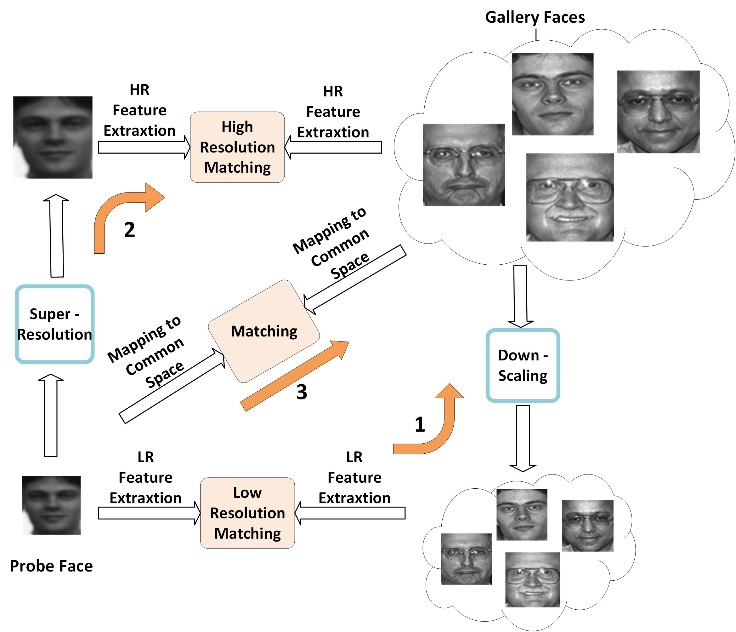 Gallery Faces
HR
Feature
Extraxtion
High
Resolution
Matching
HR
Feature
Extraxtion
2
Mapping to
Common
Space
Super -
Resolution
Mapping to
Common
Space
Matching
3
Down -
Scaling
1
LR
Feature
Extraxtion
Low
Resolution
Matching
LR
Feature
Extraxtion
Probe Face